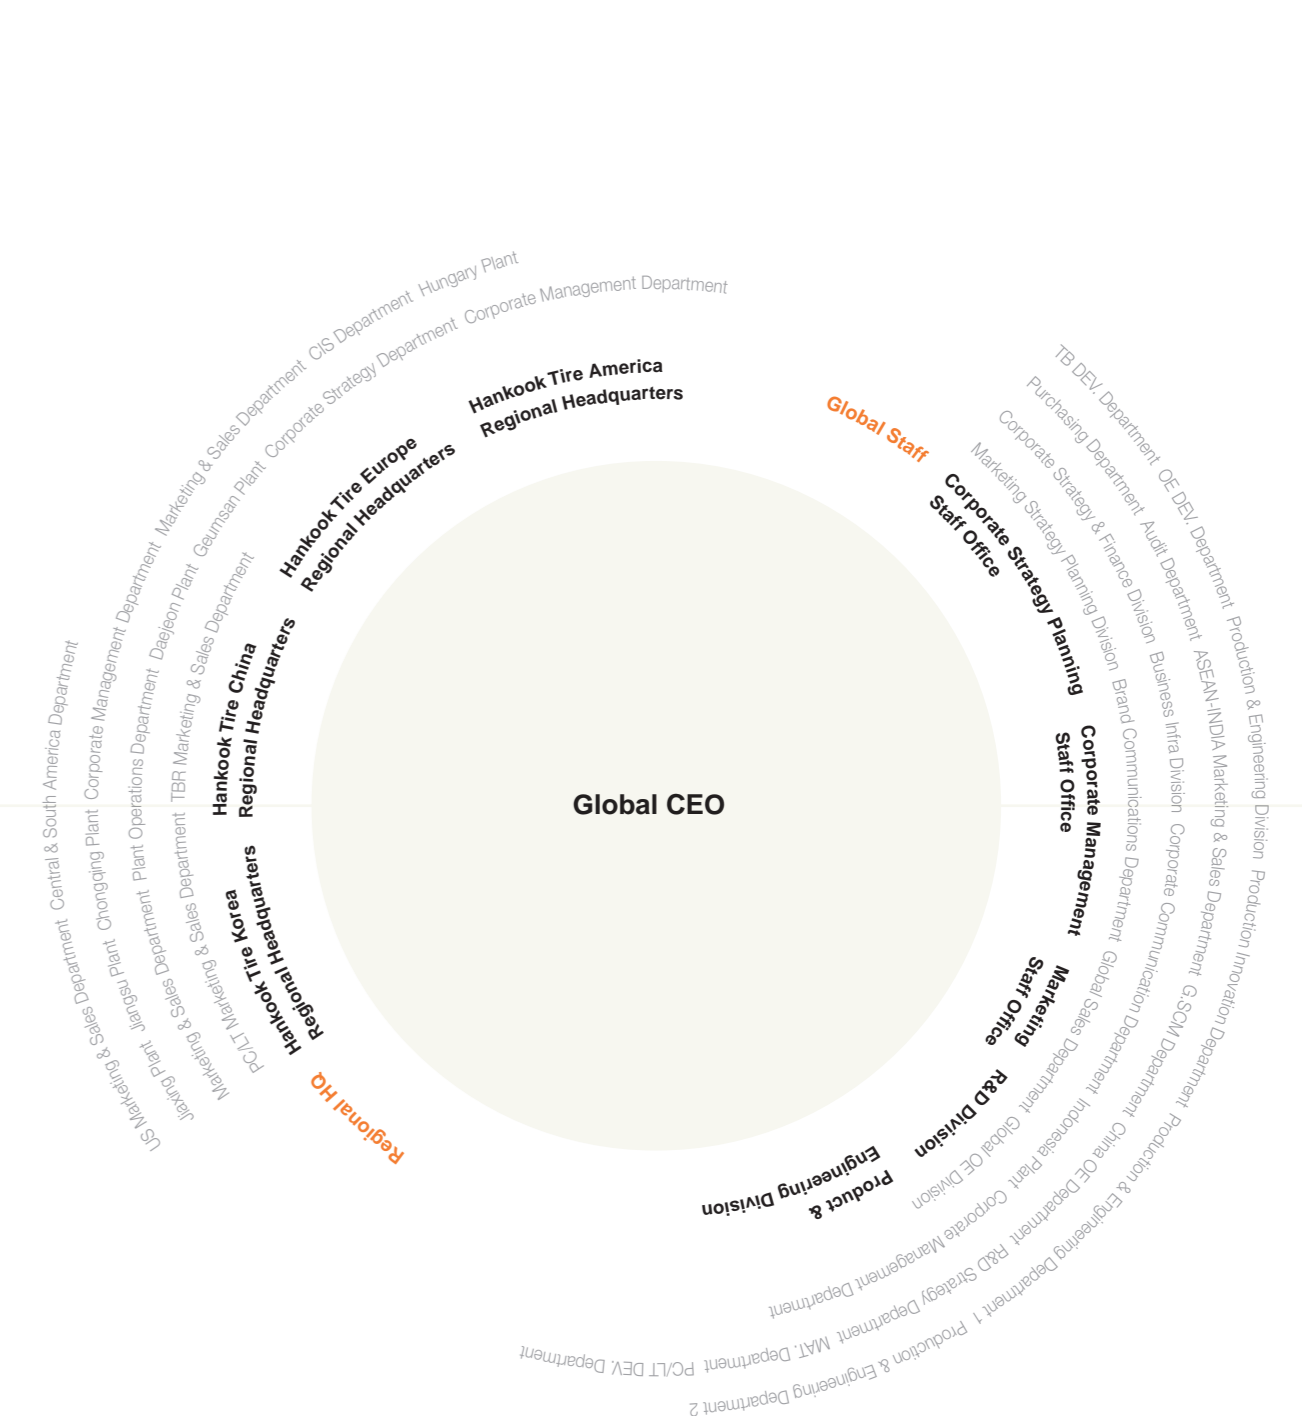 Global CEO
Global Staff
Corporate Strategy Planning
Staff Office
Corporate Management
Staff Office
Marketing
Staff Office
R&D Division
Product &
Engineering Division
Marketing Strategy Planning Division Brand Communications Department Global Sales Department Global OE Division
Corporate Strategy & Finance Division Business Infra Division Corporate Communication Department Indonesia Plant Corporate Management Department
Purchasing Department Audit Department ASEAN-INDIA Marketing & Sales Department G.SCM Department China OE Department R&D Strategy Department MAT. Department PC/LT DEV. Department
TB DEV. Department OE DEV. Department Production & Engineering Division Production Innovation Department Production & Engineering Department 1 Production & Engineering Department 2
Regional HQ
Hankook Tire Korea
Regional Headquarters
Hankook Tire China
Regional Headquarters
Hankook Tire Europe
Regional Headquarters
Hankook Tire America
Regional Headquarters
PC/LT Marketing & Sales Department TBR Marketing & Sales Department
Marketing & Sales Department Plant Operations Department Daejeon Plant Geumsan Plant Corporate Strategy Department Corporate Management Department
Jiaxing Plant Jiangsu Plant Chongqing Plant Corporate Management Department Marketing & Sales Department CIS Department Hungary Plant
US Marketing & Sales Department Central & South America Department